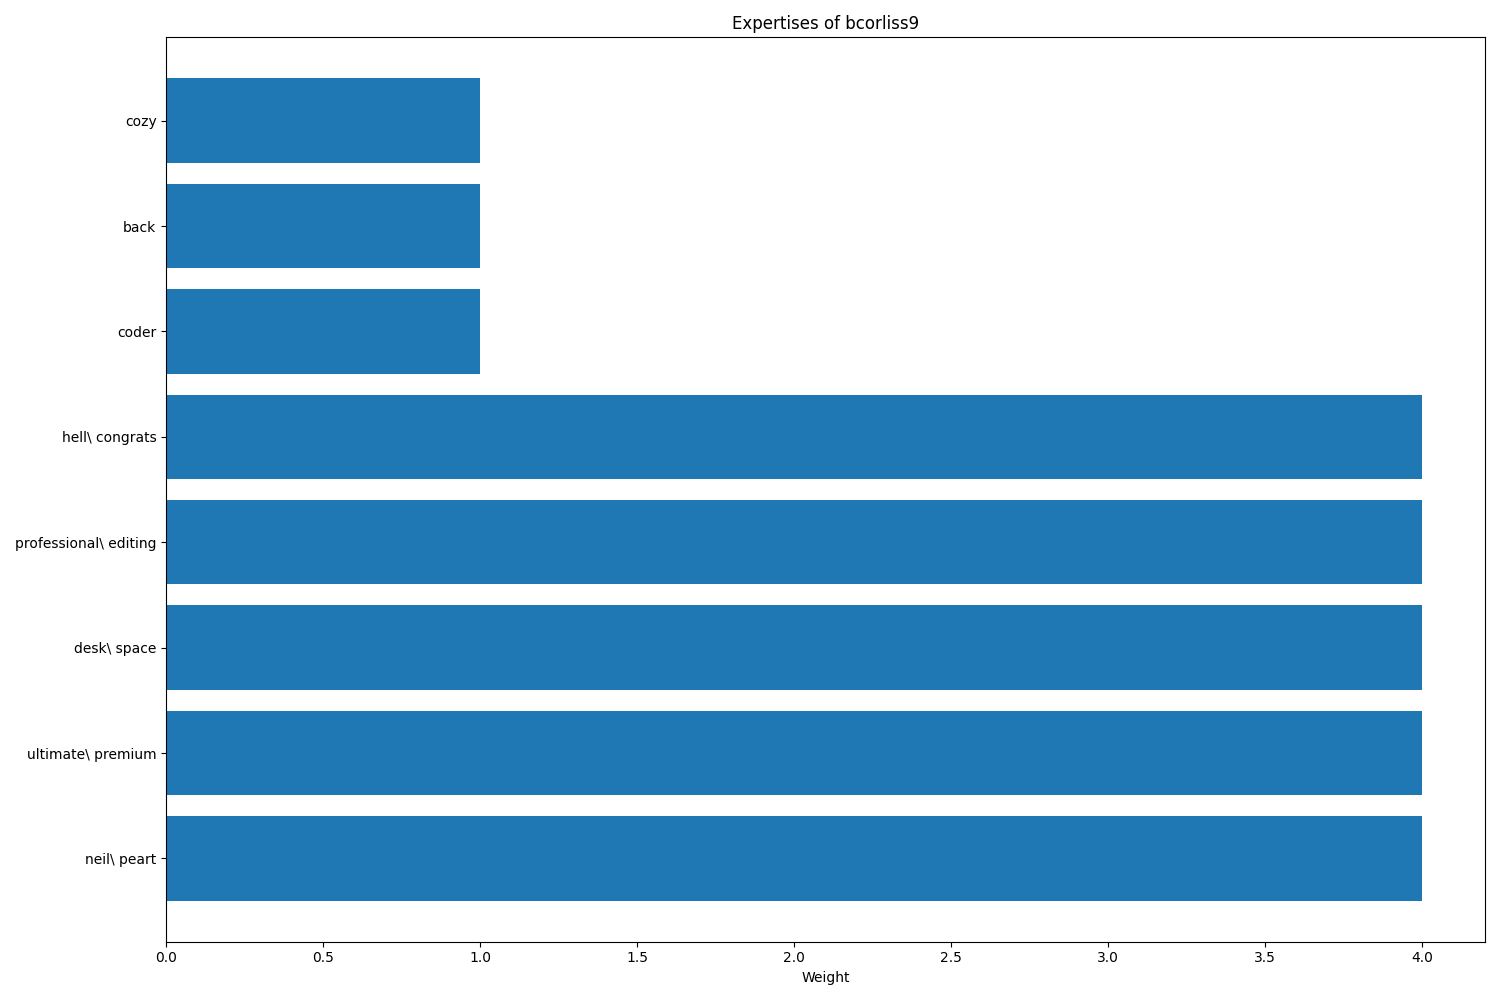 Expertises of bcorliss9
cozy
back
coder
hell\ congrats
professional\ editing
desk\ space
ultimate\ premium
neil\ peart
0.0 0.5 1.0 1.5 2.0 2.5 3.0 3.5 4.0
Weight